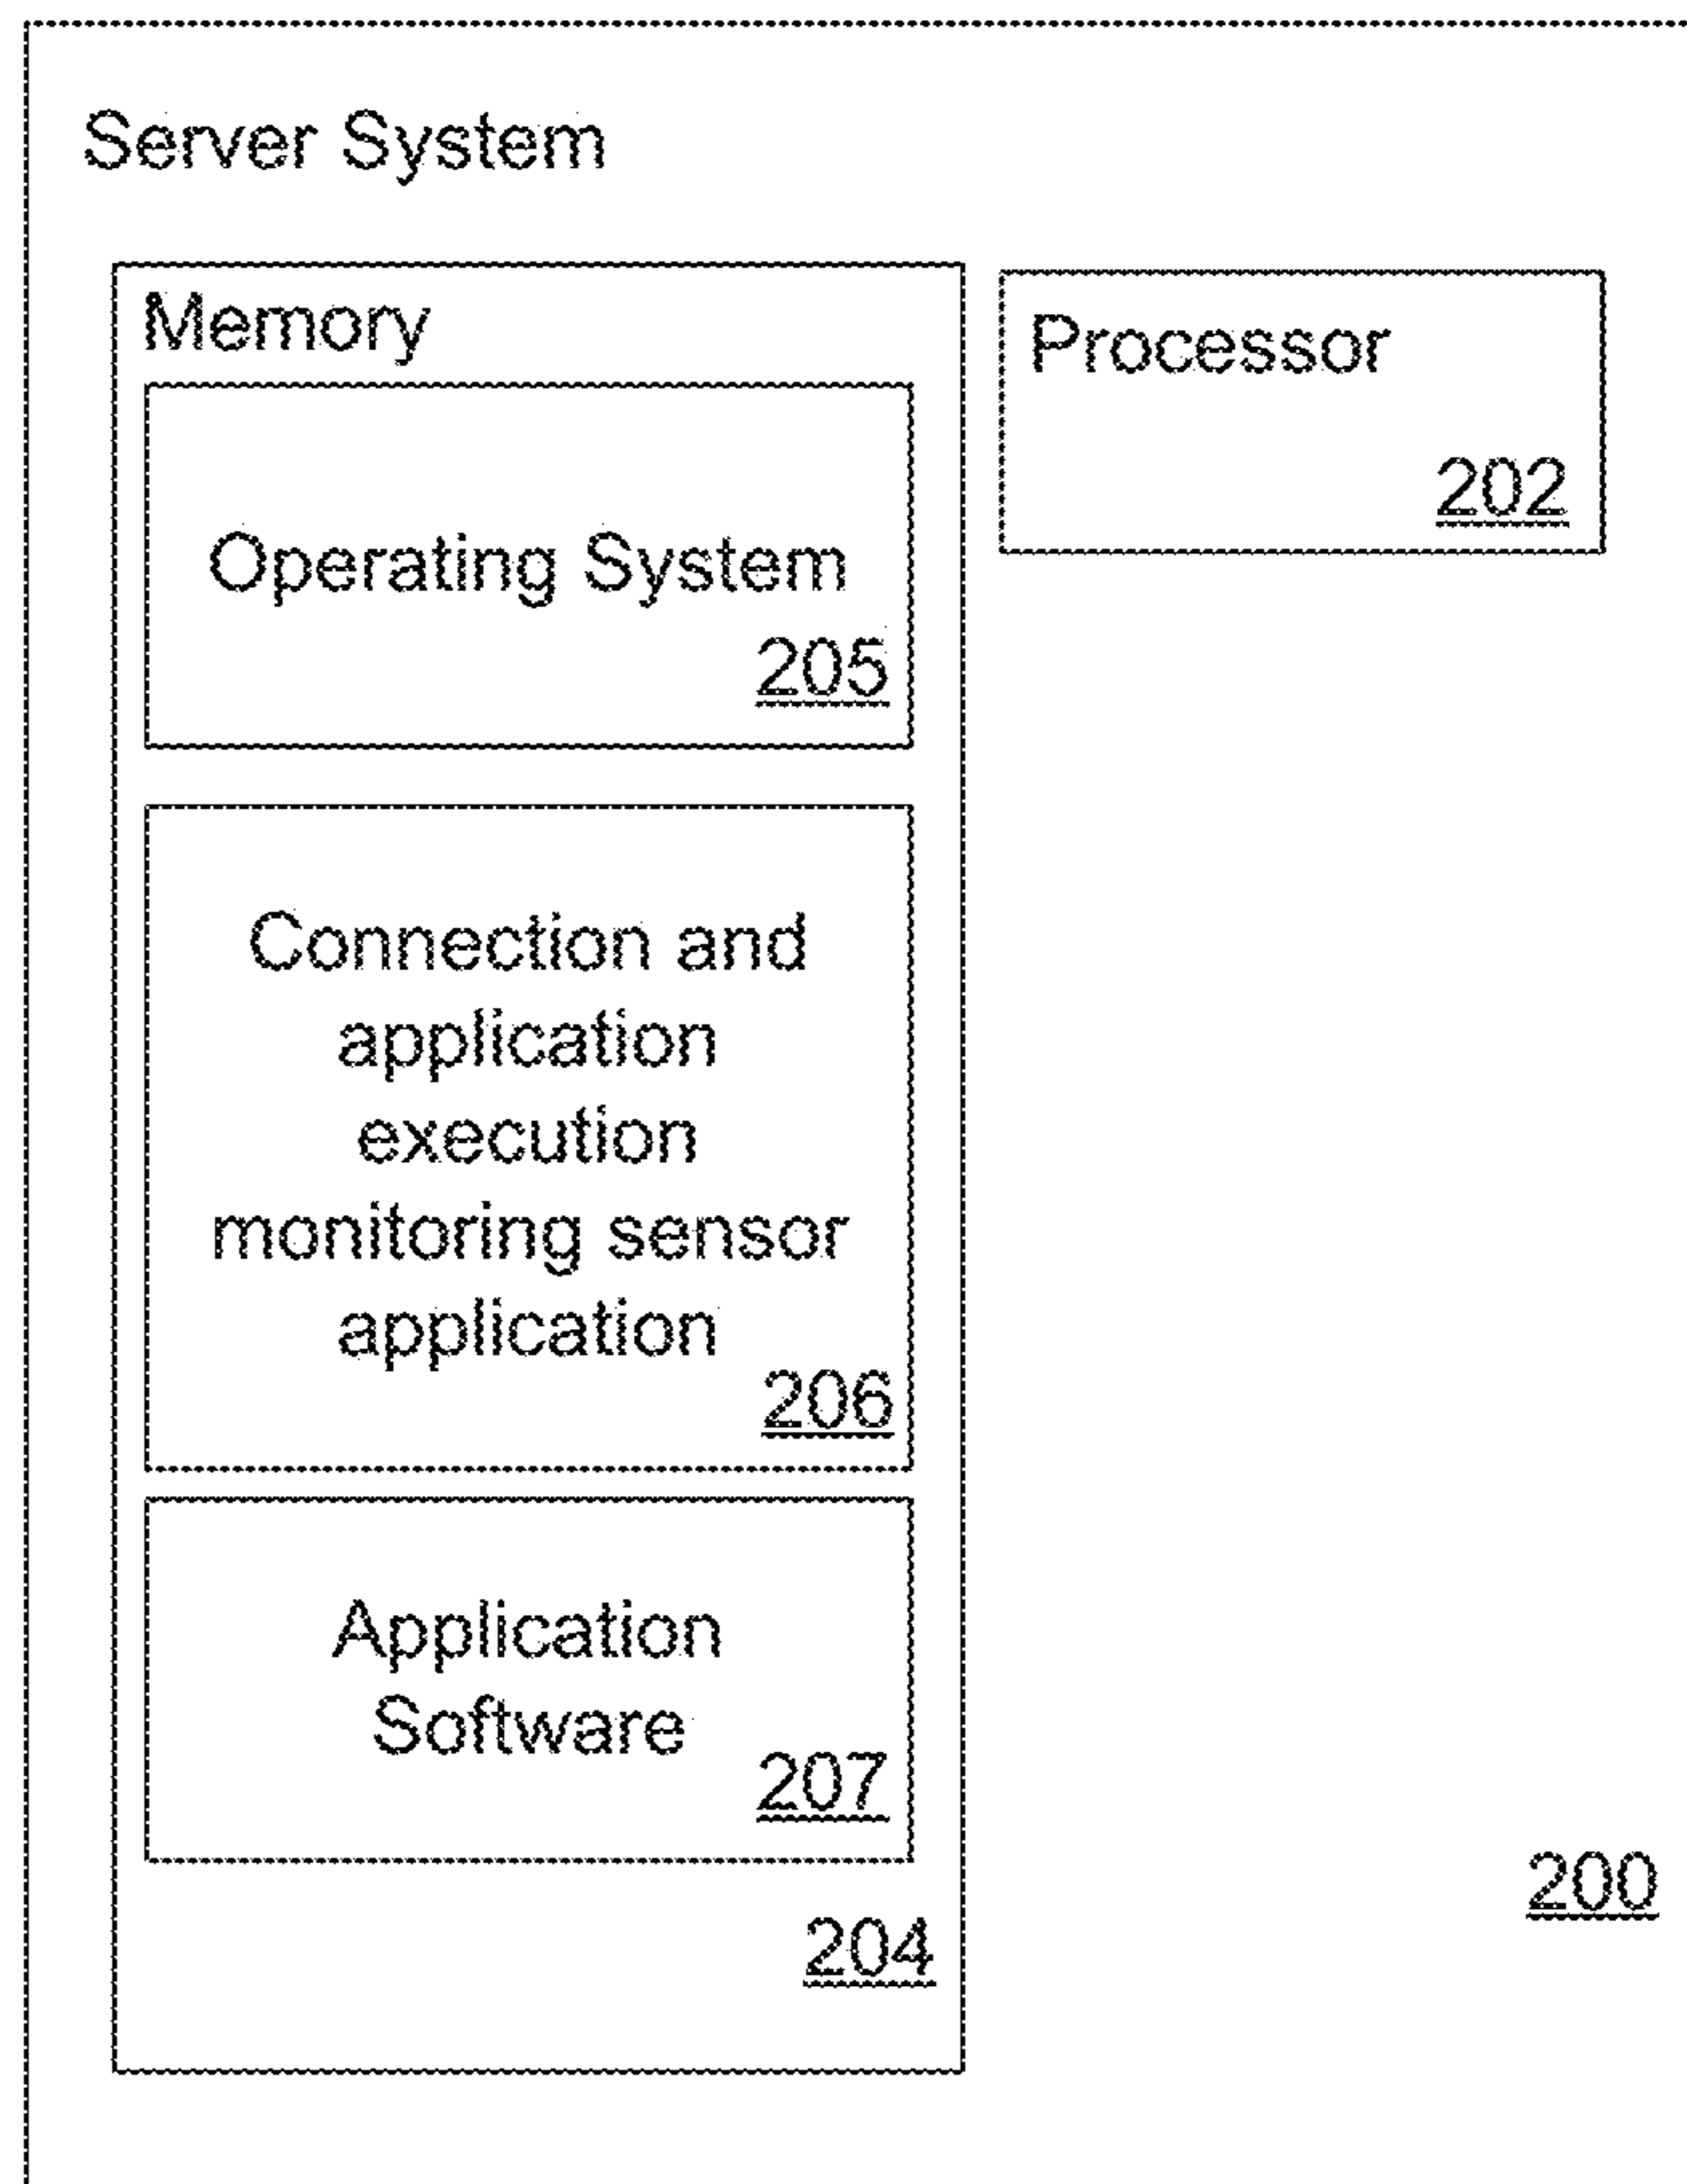 Server System
Memory
Processor
202
Operating System
205
Connection and
application
execution
monitoring sensor
application
206
Application
Software
207
200
204